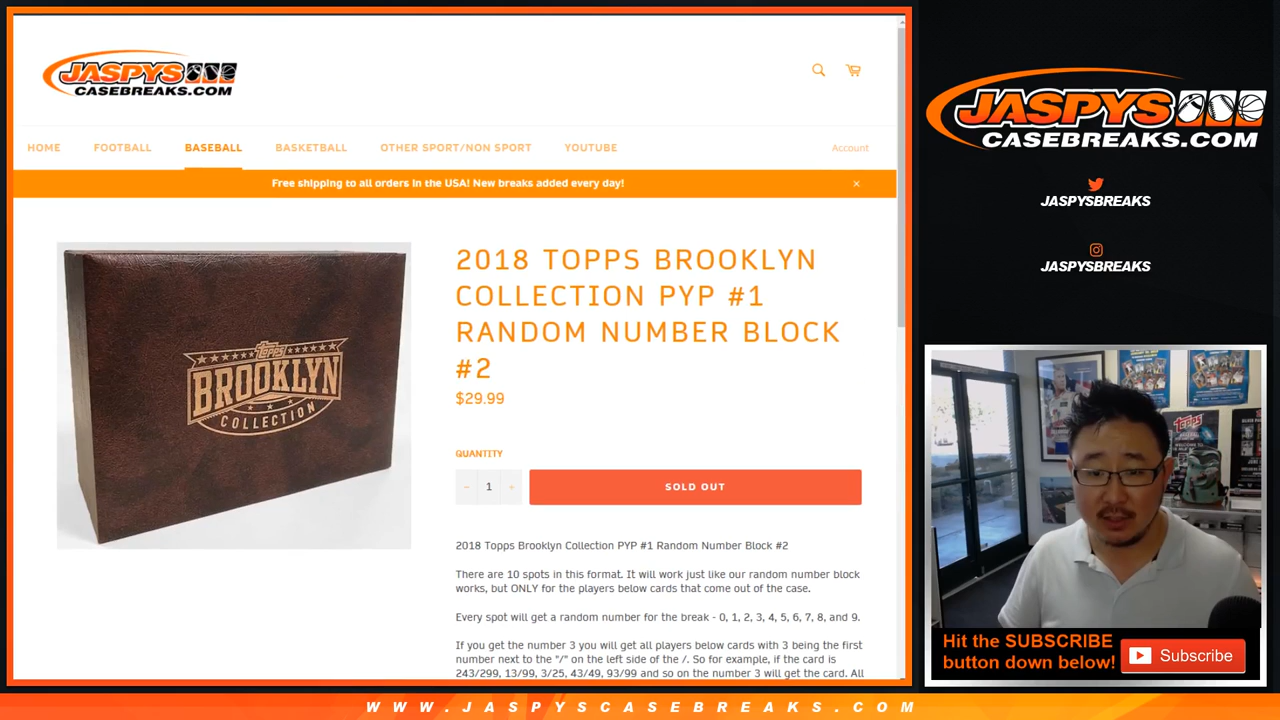 JASPYS
CASEBREAKS.COM
HOME
FOOTBALL
BASEBALL
BASKETBALL
OTHER SPORT/NON SPORT
YOUTUBE
Account
Free shipping to all orders in the USA! New breaks added every day!
TOPPS
BROOKLYN
COLLECTION
2018 TOPPS BROOKLYN
COLLECTION PYP #1
RANDOM NUMBER BLOCK
#2
$29.99
QUANTITY
− 1 +
SOLD OUT
2018 Topps Brooklyn Collection PYP #1 Random Number Block #2
There are 10 spots in this format. It will work just like our random number block
works, but ONLY for the players below cards that come out of the case.
Every spot will get a random number for the break - 0, 1, 2, 3, 4, 5, 6, 7, 8, and 9.
If you get the number 3 you will get all players below cards with 3 being the first
number next to the "/" on the left side of the /. So for example, if the card is
243/299, 13/99, 3/25, 43/49, 93/99 and so on the number 3 will get the card. All
JASPYS
CASEBREAKS.COM
JASPYSBREAKS
JASPYSBREAKS
Topps
Hit the SUBSCRIBE
button down below!
Subscribe
WWW.JASPYSCASEBREAKS.COM